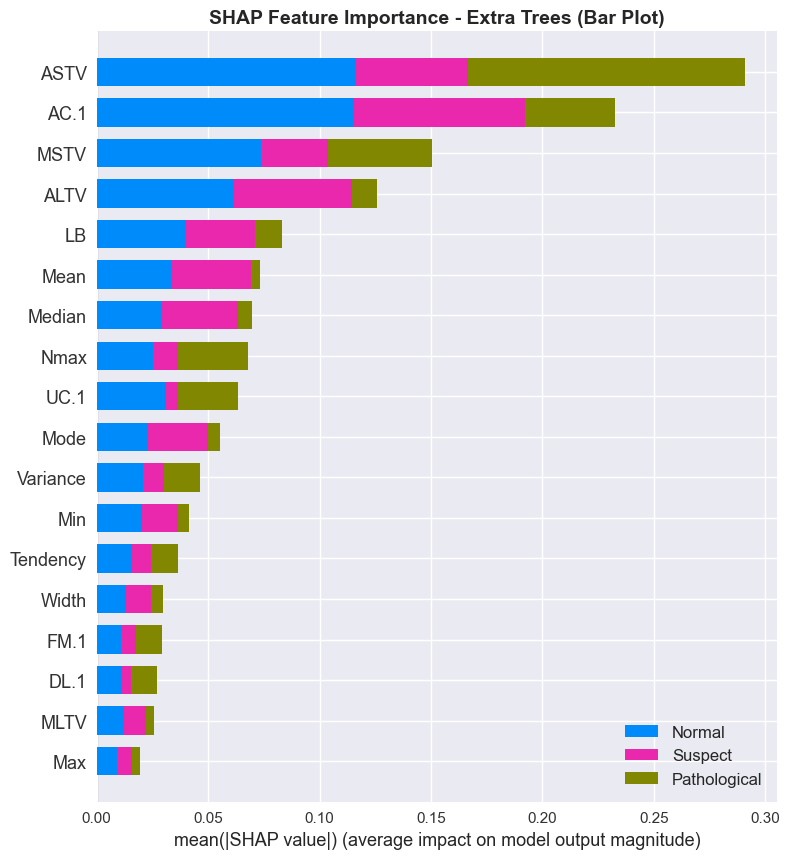 SHAP Feature Importance - Extra Trees (Bar Plot)
ASTV
AC.1
MSTV
ALTV
LB
Mean
Median
Nmax
UC.1
Mode
Variance
Min
Tendency
Width
FM.1
DL.1
MLTV
Max
Normal
Suspect
Pathological
0.00 0.05 0.10 0.15 0.20 0.25 0.30
mean(|SHAP value|) (average impact on model output magnitude)